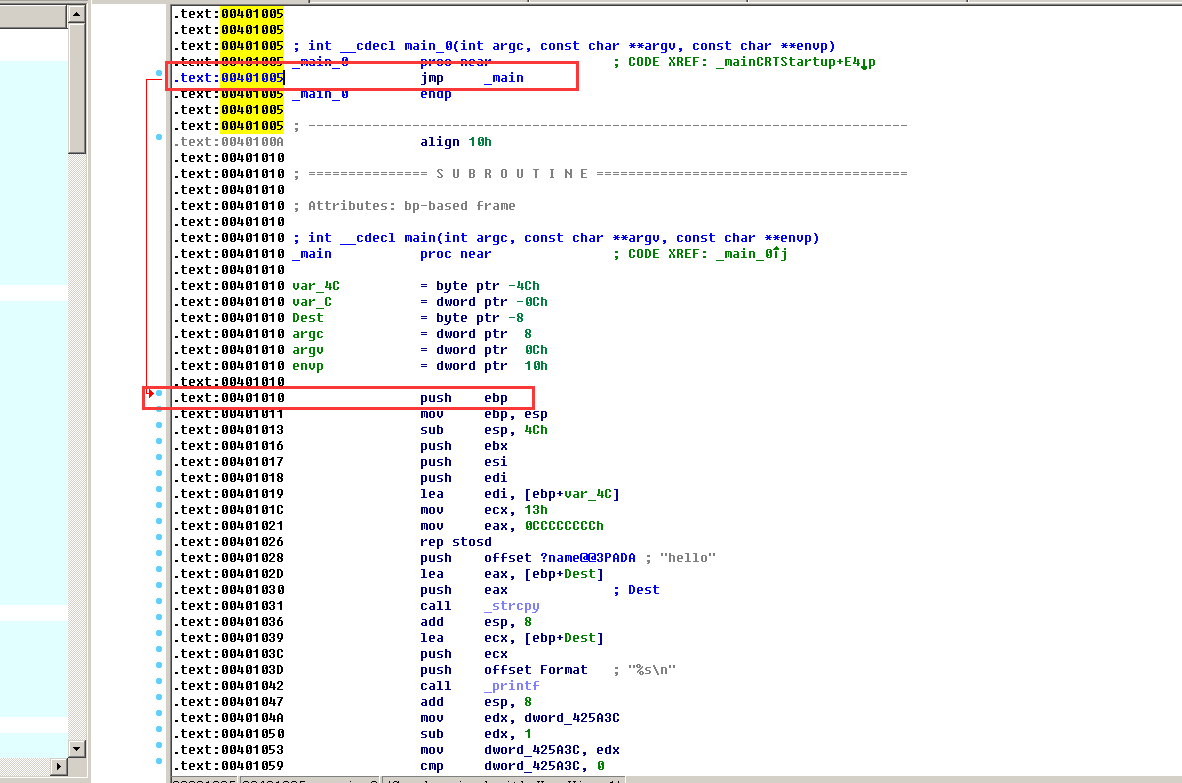 .text:00401005
.text:00401005
.text:00401005 ; int __cdecl main_0(int argc, const char **argv, const char **envp)
.text:00401005 _main_0         proc near               ; CODE XREF: _mainCRTStartup+E4↓p
.text:00401005                 jmp     _main
.text:00401005 _main_0         endp
.text:00401005
.text:00401005 ; ---------------------------------------------------------------------------
.text:0040100A                 align 10h
.text:00401010
.text:00401010 ; =============== S U B R O U T I N E =======================================
.text:00401010
.text:00401010 ; Attributes: bp-based frame
.text:00401010
.text:00401010 ; int __cdecl main(int argc, const char **argv, const char **envp)
.text:00401010 _main           proc near               ; CODE XREF: _main_0↑j
.text:00401010
.text:00401010 var_4C          = byte ptr -4Ch
.text:00401010 var_C           = dword ptr -0Ch
.text:00401010 Dest            = byte ptr -8
.text:00401010 argc            = dword ptr  8
.text:00401010 argv            = dword ptr  0Ch
.text:00401010 envp            = dword ptr  10h
.text:00401010
.text:00401010                 push    ebp
.text:00401011                 mov     ebp, esp
.text:00401013                 sub     esp, 4Ch
.text:00401016                 push    ebx
.text:00401017                 push    esi
.text:00401018                 push    edi
.text:00401019                 lea     edi, [ebp+var_4C]
.text:0040101C                 mov     ecx, 13h
.text:00401021                 mov     eax, 0CCCCCCCCh
.text:00401026                 rep stosd
.text:00401028                 push    offset ?name@@3PADA ; "hello"
.text:0040102D                 lea     eax, [ebp+Dest]
.text:00401030                 push    eax             ; Dest
.text:00401031                 call    _strcpy
.text:00401036                 add     esp, 8
.text:00401039                 lea     ecx, [ebp+Dest]
.text:0040103C                 push    ecx
.text:0040103D                 push    offset Format   ; "%s\n"
.text:00401042                 call    _printf
.text:00401047                 add     esp, 8
.text:0040104A                 mov     edx, dword_425A3C
.text:00401050                 sub     edx, 1
.text:00401053                 mov     dword_425A3C, edx
.text:00401059                 cmp     dword_425A3C, 0